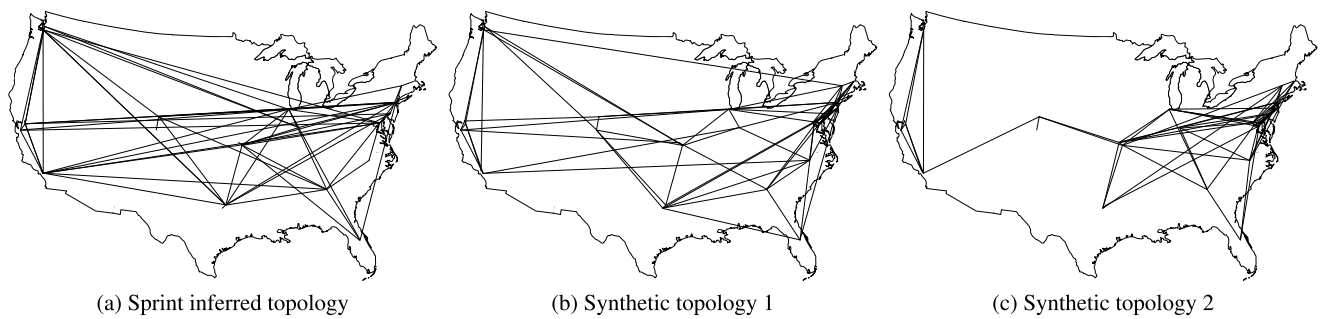 (a) Sprint inferred topology
(b) Synthetic topology 1
(c) Synthetic topology 2